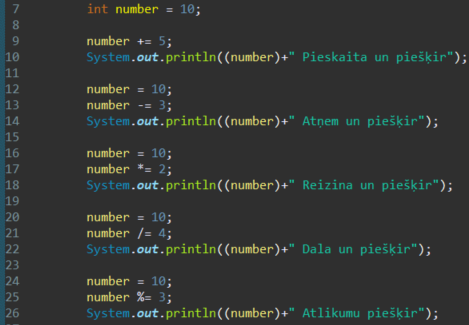 7 int number = 10;
8
9 number += 5;
10 System.out.println((number)+" Pieskaita un piešķir");
11
12 number = 10;
13 number -= 3;
14 System.out.println((number)+" Atņem un piešķir");
15
16 number = 10;
17 number *= 2;
18 System.out.println((number)+" Reizina un piešķir");
19
20 number = 10;
21 number /= 4;
22 System.out.println((number)+" Dala un piešķir");
23
24 number = 10;
25 number %= 3;
26 System.out.println((number)+" Atlikumu piešķir");